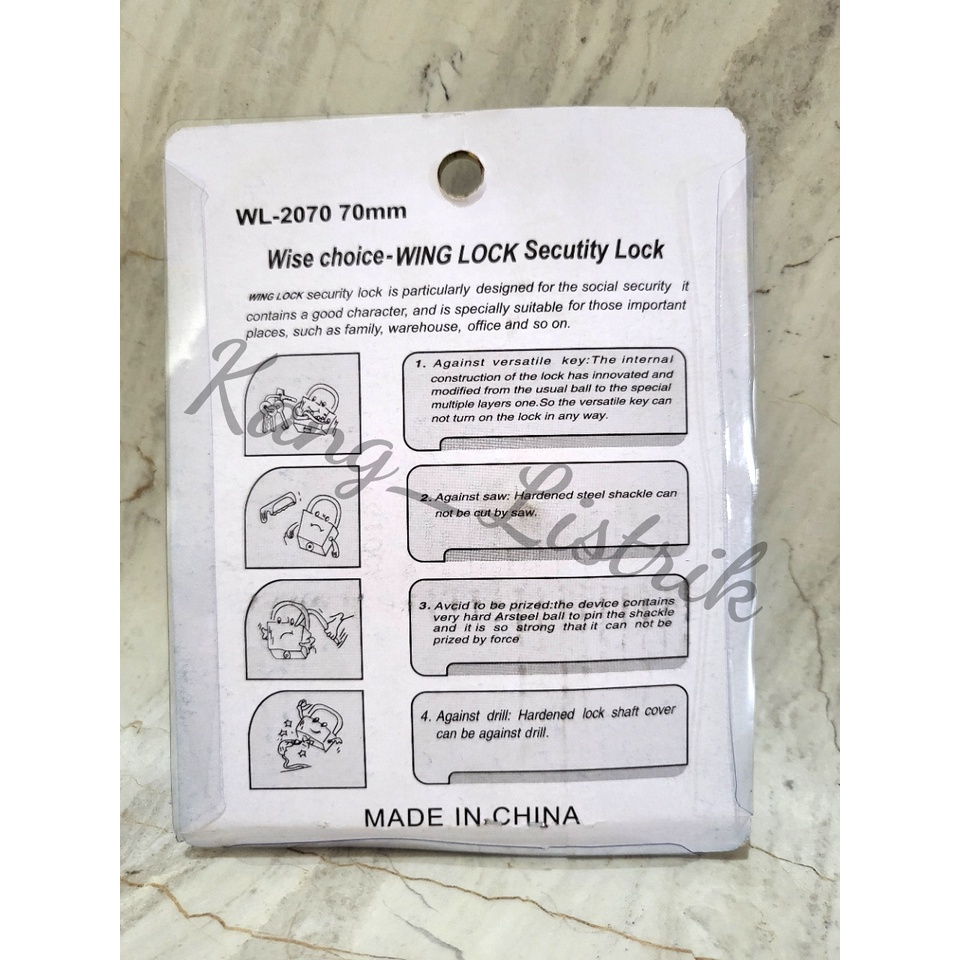 WL-2070 70mm
Wise choice-WING LOCK Secutity Lock
WING LOCK security lock is particularly designed for the social security it
contains a good character, and is specially suitable for those important
places, such as family, warehouse, office and so on.
1. Against versatile key:The internal
construction of the lock has innovated and
modified from the usual ball to the special
multiple layers one.So the versatile key can
not turn on the lock in any way.
2. Against saw: Hardened steel shackle can
not be cut by saw.
3. Avcid to be prized:the device contains
very hard Arsteel ball to pin the shackle
and it is so strong that it can not be
prized by force
4. Against drill: Hardened lock shaft cover
can be against drill.
MADE IN CHINA
Kang_Listrik